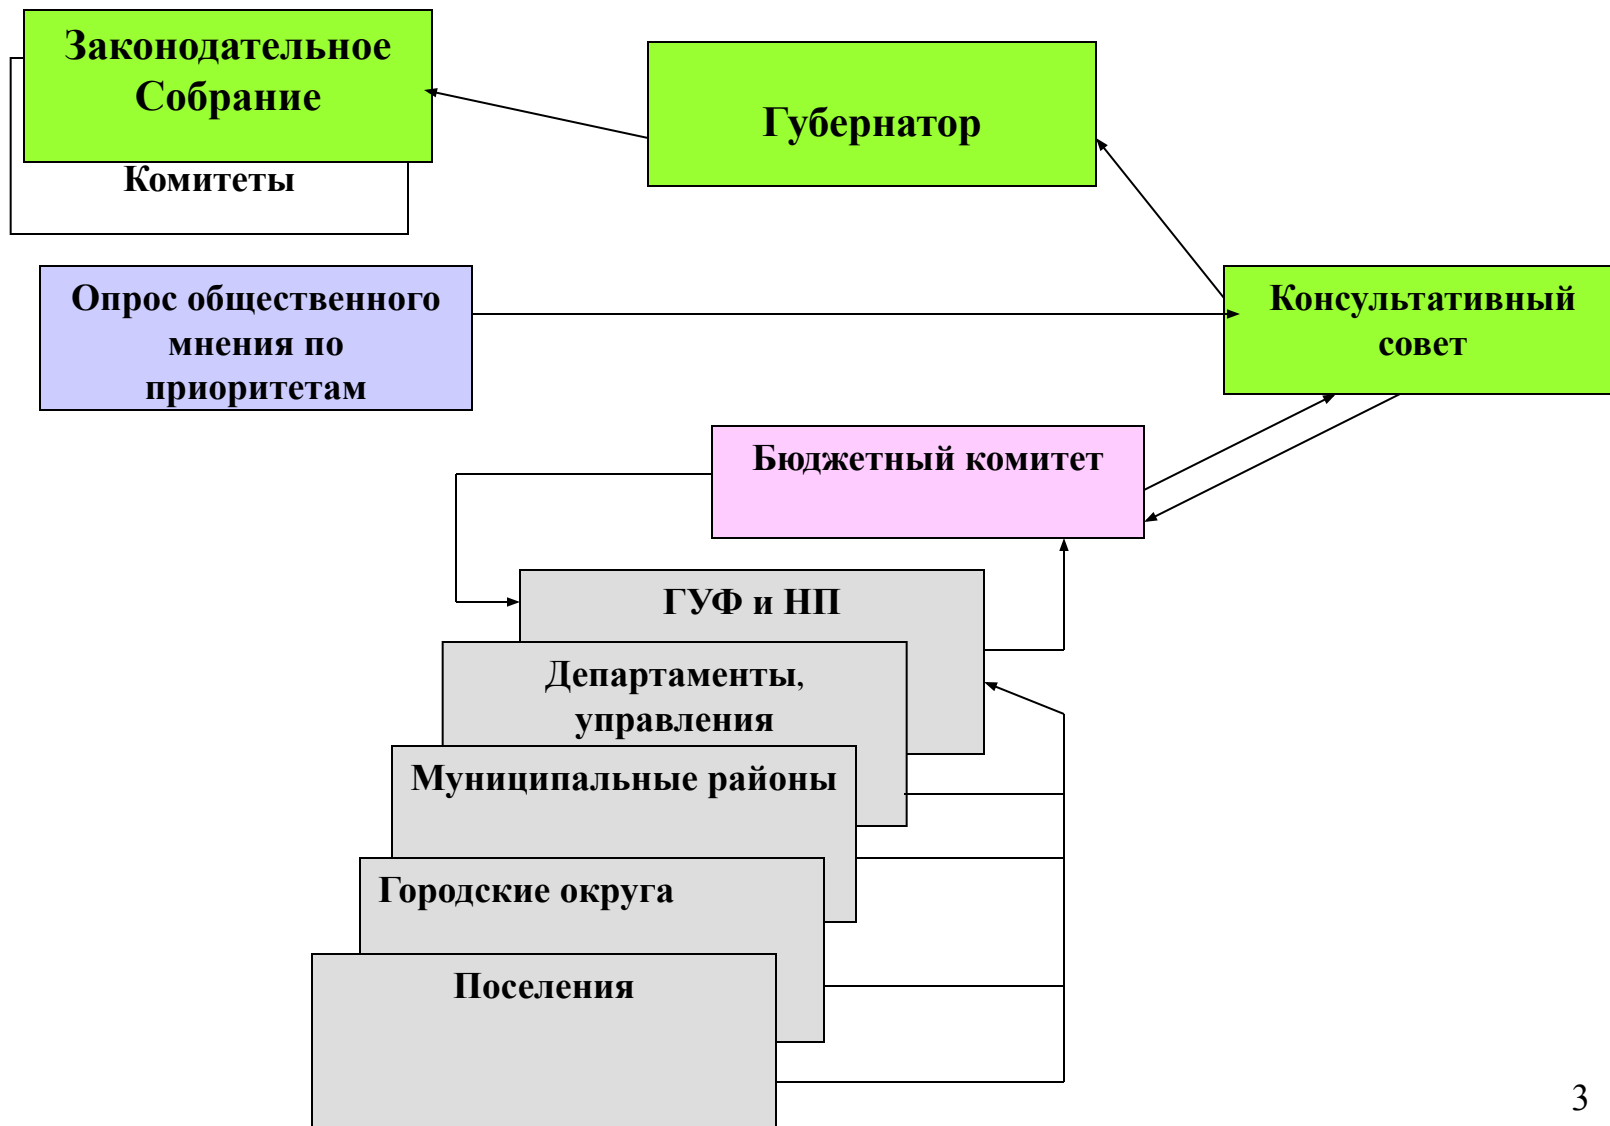 Законодательное
Собрание
Комитеты
Губернатор
Опрос общественного
мнения по
приоритетам
Консультативный
совет
Бюджетный комитет
ГУФ и НП
Департаменты,
управления
Муниципальные районы
Городские округа
Поселения
3